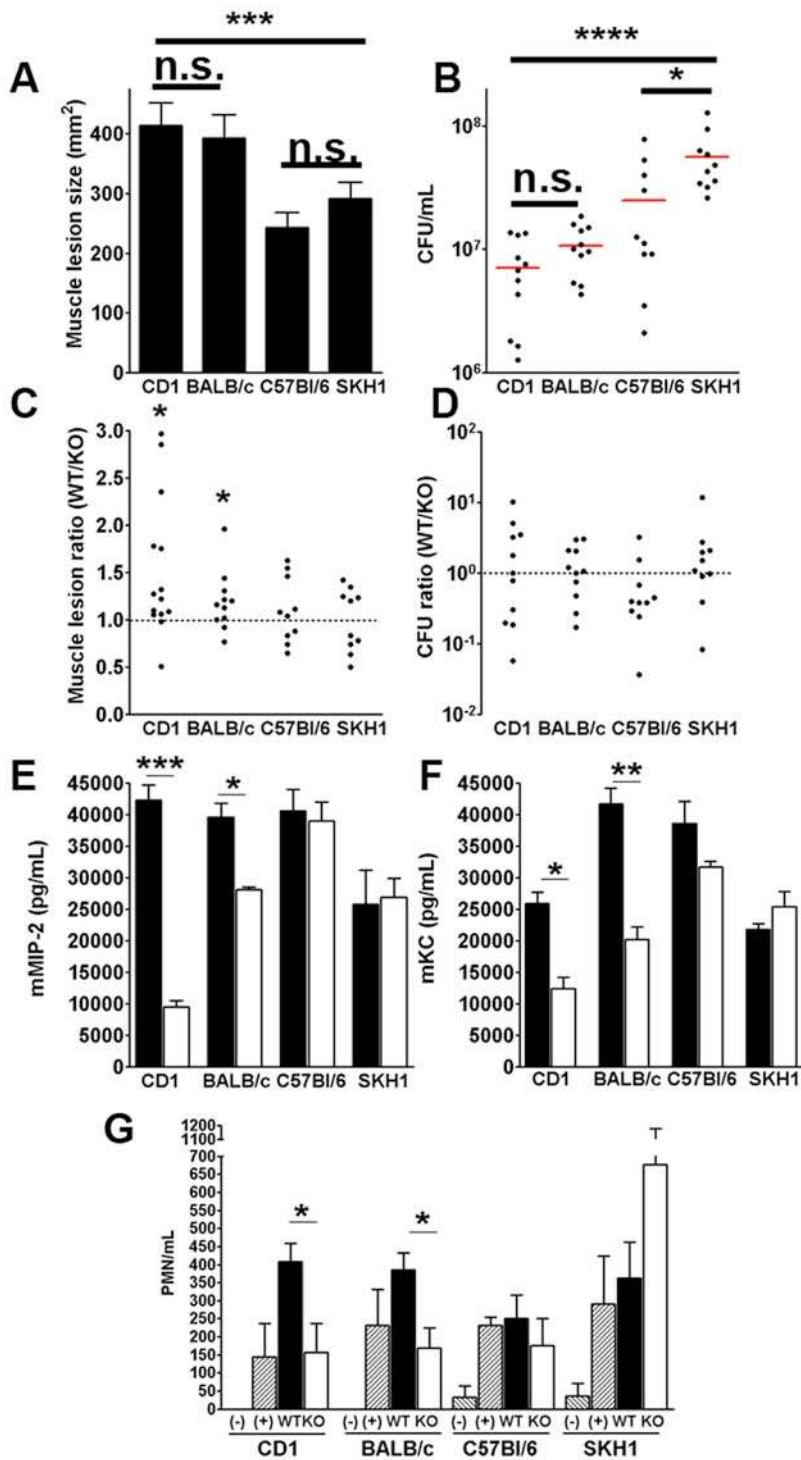 ***
****
A
n.s.
n.s.
B
*
n.s.
Muscle lesion size (mm²)
400
300
200
100
0
CD1 BALB/c C57Bl/6 SKH1
CFU/mL
10⁸
10⁷
10⁶
CD1 BALB/c C57Bl/6 SKH1
C
*
*
Muscle lesion ratio (WT/KO)
3.0
2.5
2.0
1.5
1.0
0.5
0.0
CD1 BALB/c C57Bl/6 SKH1
D
CFU ratio (WT/KO)
10²
10¹
10⁰
10⁻¹
10⁻²
CD1 BALB/c C57Bl/6 SKH1
E
***
*
mMIP-2 (pg/mL)
45000
40000
35000
30000
25000
20000
15000
10000
5000
0
CD1 BALB/c C57Bl/6 SKH1
F
**
*
mKC (pg/mL)
45000
40000
35000
30000
25000
20000
15000
10000
5000
0
CD1 BALB/c C57Bl/6 SKH1
G
*
*
PMN/mL
1200
1100
700
650
600
550
500
450
400
350
300
250
200
150
100
50
0
(-) (+) WT KO (-) (+) WT KO (-) (+) WT KO (-) (+) WT KO
CD1 BALB/c C57Bl/6 SKH1